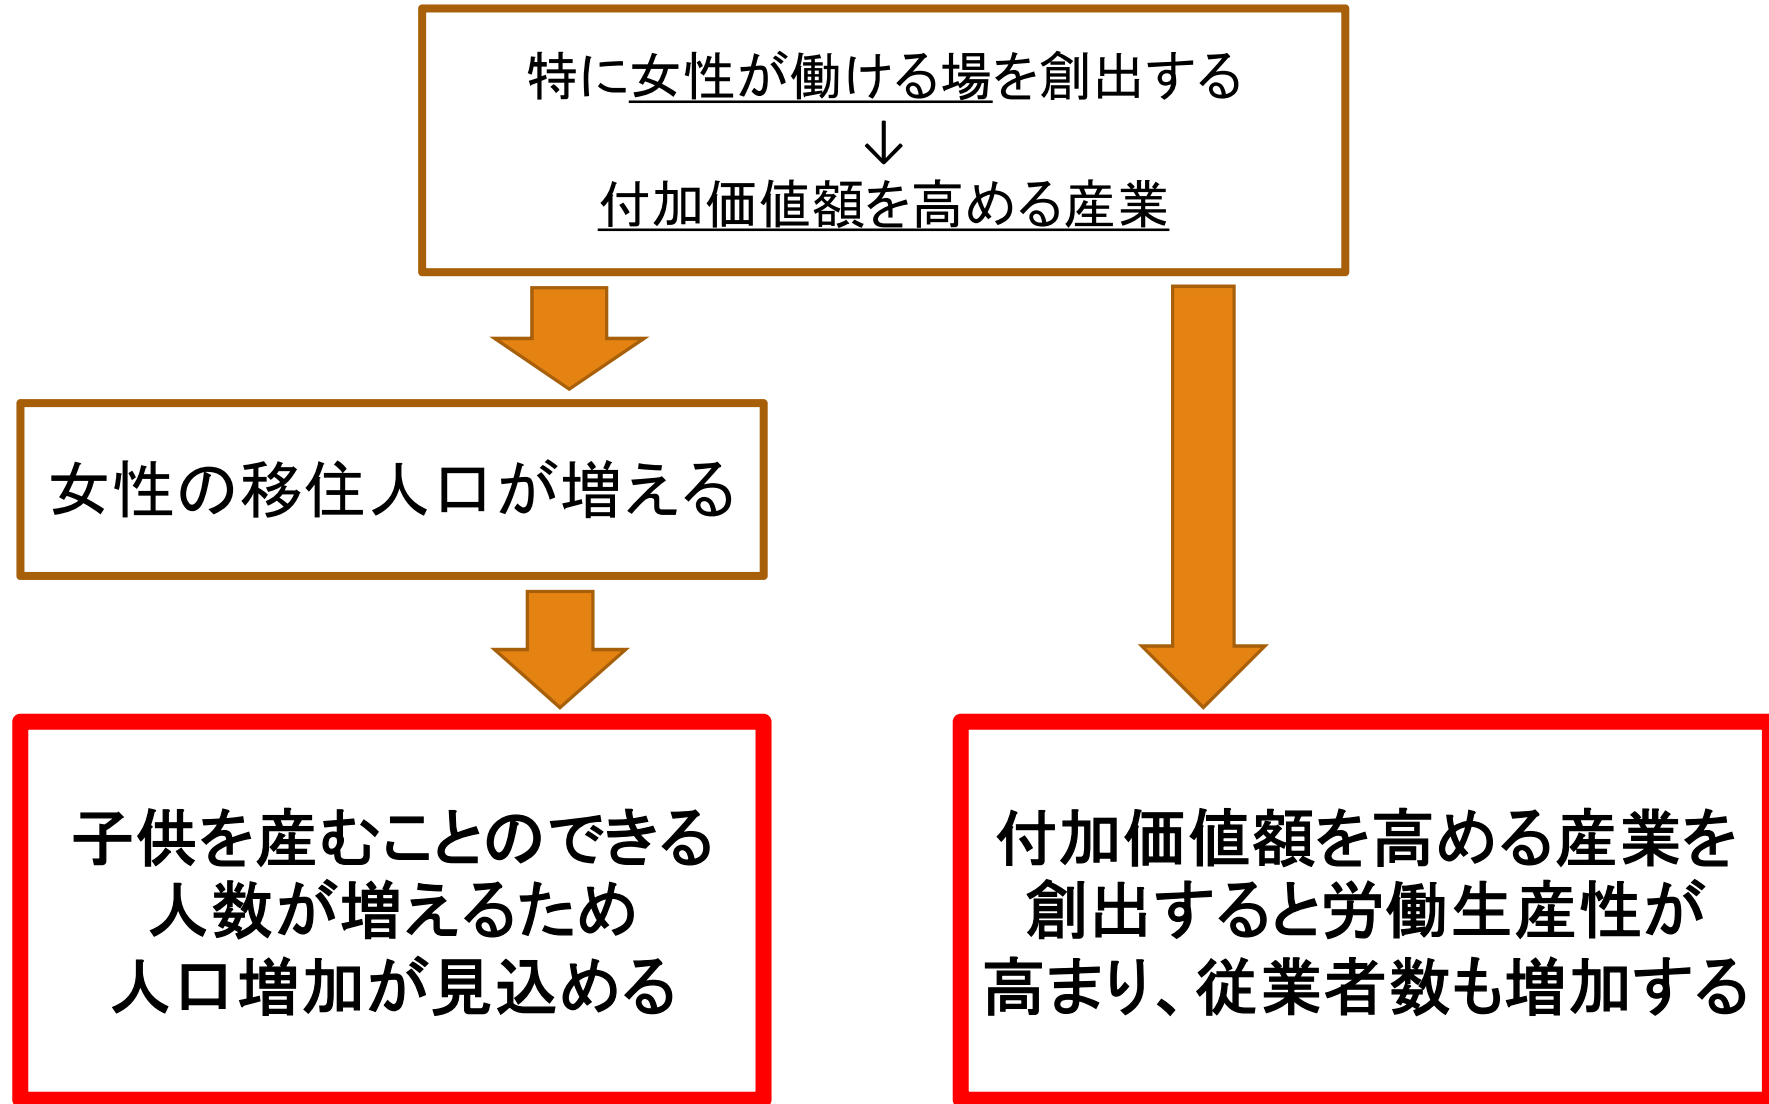 特に女性が働ける場を創出する
↓
付加価値額を高める産業
女性の移住人口が増える
子供を産むことのできる
人数が増えるため
人口増加が見込める
付加価値額を高める産業を
創出すると労働生産性が
高まり、従業者数も増加する